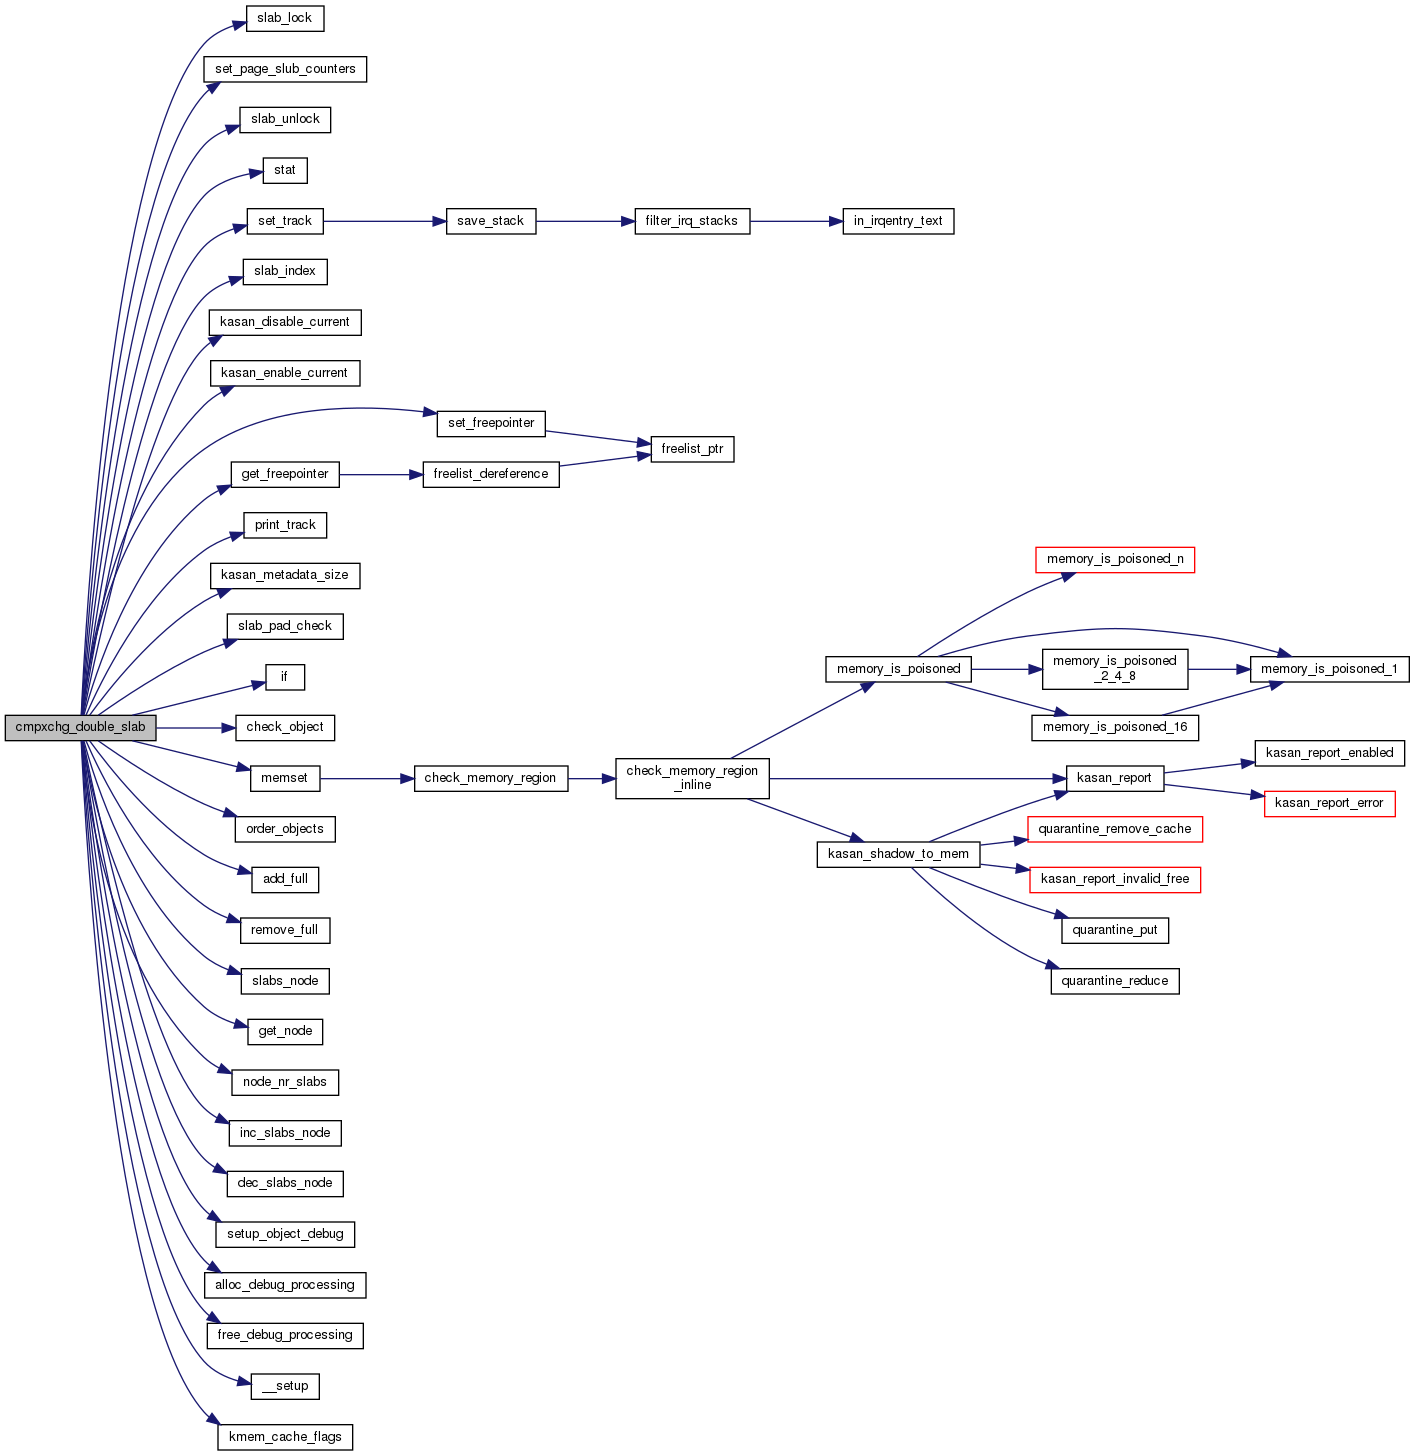 slab_lock
set_page_slub_counters
slab_unlock
stat
set_track
save_stack
filter_irq_stacks
in_irqentry_text
slab_index
kasan_disable_current
kasan_enable_current
set_freepointer
freelist_ptr
get_freepointer
freelist_dereference
print_track
kasan_metadata_size
slab_pad_check
if
cmpxchg_double_slab
check_object
memset
check_memory_region
check_memory_region
_inline
memory_is_poisoned
memory_is_poisoned_n
memory_is_poisoned
_2_4_8
memory_is_poisoned_1
memory_is_poisoned_16
kasan_report
kasan_report_enabled
kasan_report_error
kasan_shadow_to_mem
quarantine_remove_cache
kasan_report_invalid_free
quarantine_put
quarantine_reduce
order_objects
add_full
remove_full
slabs_node
get_node
node_nr_slabs
inc_slabs_node
dec_slabs_node
setup_object_debug
alloc_debug_processing
free_debug_processing
__setup
kmem_cache_flags